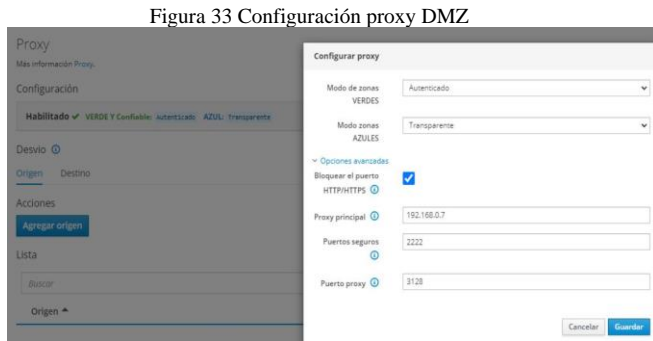 Figura 33 Configuración proxy DMZ
Proxy
Más información Proxy.
Configuración
Habilitado VERDE Y Confiable: Autenticado AZUL: Transparente
Desvio
Origen Destino
Acciones
Agregar origen
Lista
Buscar
Origen
Configurar proxy
Modo de zonas VERDES
Autenticado
Modo zonas AZULES
Transparente
Opciones avanzadas
Bloquear el puerto HTTP/HTTPS
Proxy principal
192.168.0.7
Puertos seguros
2222
Puerto proxy
3128
Cancelar Guardar